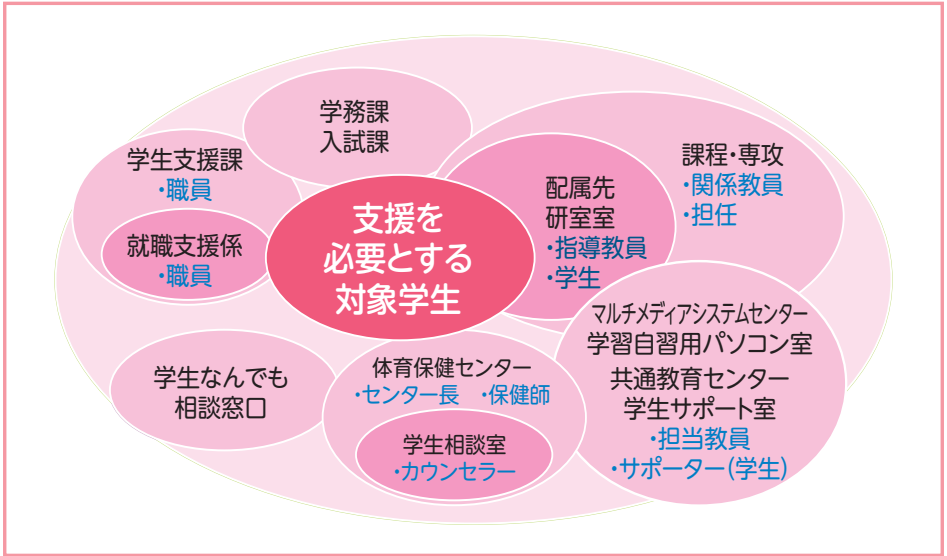 学務課
入試課
学生支援課
・職員
就職支援係
・職員
支援を
必要とする
対象学生
配属先
研室室
・指導教員
・学生
課程・専攻
・関係教員
・担任
マルチメディアシステムセンター
学習自習用パソコン室
共通教育センター
学生サポート室
・担当教員
・サポーター(学生)
学生なんでも
相談窓口
体育保健センター
・センター長 ・保健師
学生相談室
・カウンセラー